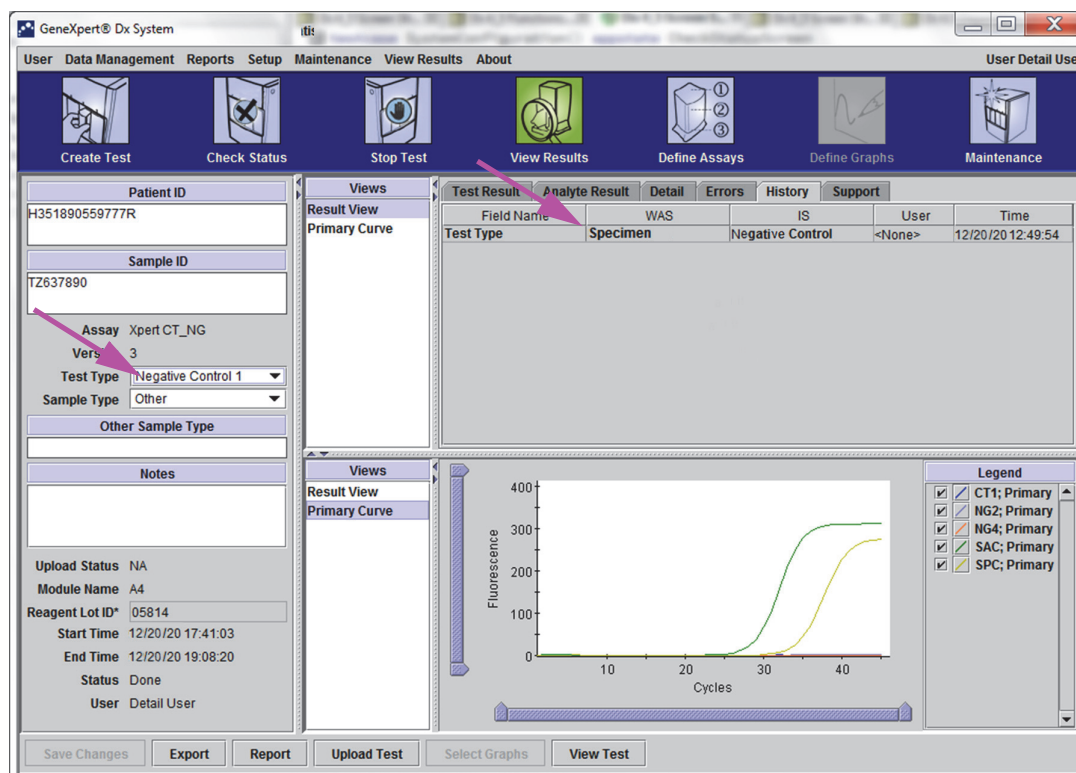 GeneXpert® Dx System
User Data Management Reports Setup Maintenance View Results About User Detail Use
Create Test Check Status Stop Test View Results Define Assays Define Graphs Maintenance
Patient ID
H351890559777R
Sample ID
TZ637890
Assay Xpert CT_NG
Vers 3
Test Type Negative Control 1
Sample Type Other
Other Sample Type
Notes
Upload Status NA
Module Name A4
Reagent Lot ID* 05814
Start Time 12/20/20 17:41:03
End Time 12/20/20 19:08:20
Status Done
User Detail User
Views
Result View
Primary Curve
Test Result Analyte Result Detail Errors History Support
Field Name WAS IS User Time
Test Type Specimen Negative Control <None> 12/20/20 12:49:54
Views
Result View
Primary Curve
Fluorescence
400
300
200
100
0
10 20 30 40
Cycles
Legend
CT1; Primary
NG2; Primary
NG4; Primary
SAC; Primary
SPC; Primary
Save Changes Export Report Upload Test Select Graphs View Test